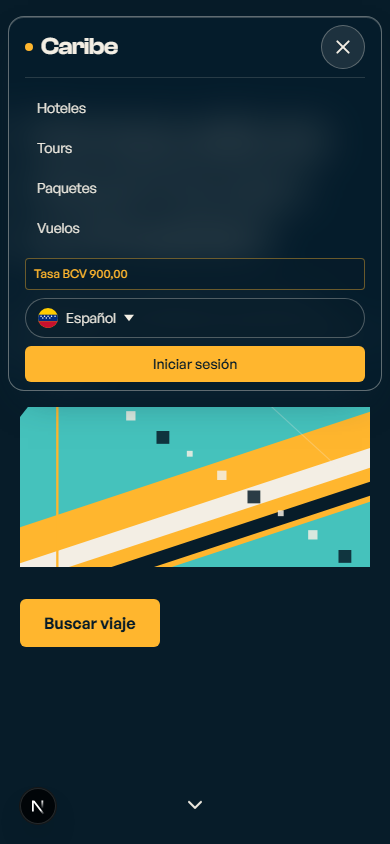 Caribe
Hoteles
Tours
Paquetes
Vuelos
Tasa BCV 900,00
Español
Iniciar sesión
Buscar viaje
N